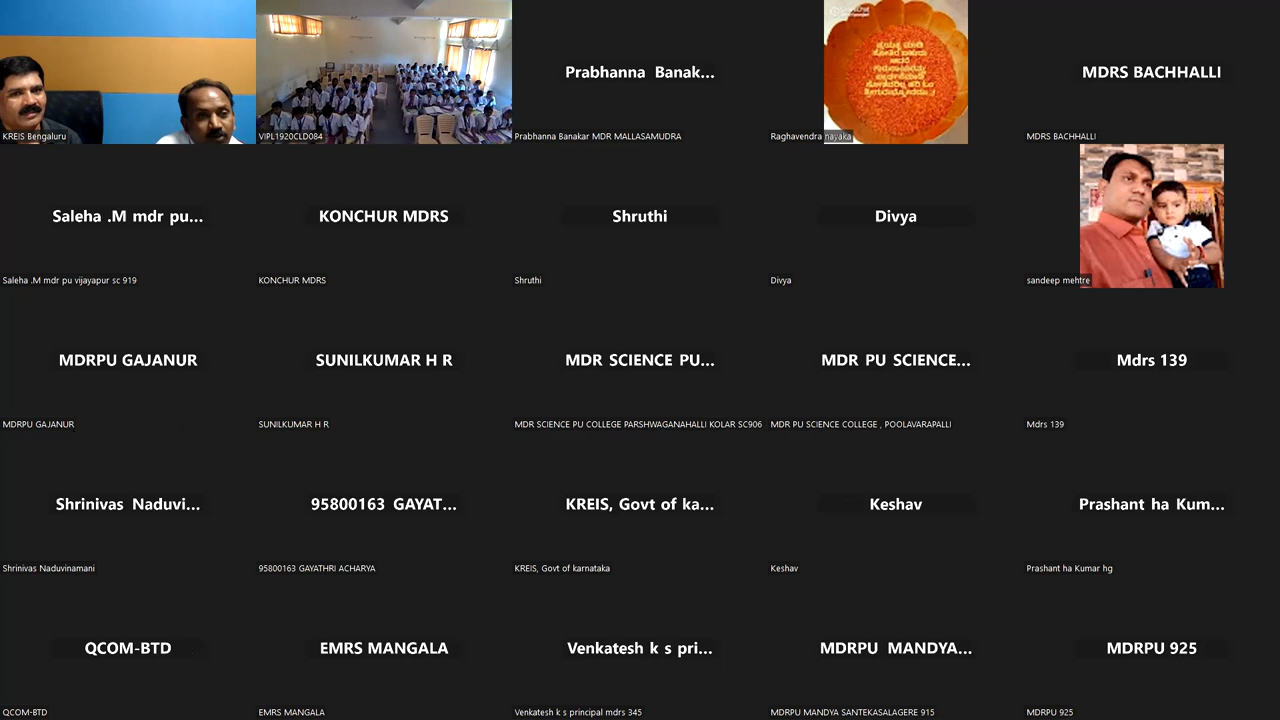 KREIS Bengaluru
VIPL1920CLD084
Prabhanna Banak...
Prabhanna Banakar MDR MALLASAMUDRA
Raghavendra nayaka
MDRS BACHHALLI
MDRS BACHHALLI
Saleha .M mdr pu...
Saleha .M mdr pu vijayapur sc 919
KONCHUR MDRS
KONCHUR MDRS
Shruthi
Shruthi
Divya
Divya
sandeep mehtre
MDRPU GAJANUR
MDRPU GAJANUR
SUNILKUMAR H R
SUNILKUMAR H R
MDR SCIENCE PU...
MDR SCIENCE PU COLLEGE PARSHWAGANAHALLI KOLAR SC906
MDR PU SCIENCE...
MDR PU SCIENCE COLLEGE , POOLAVARAPALLI
Mdrs 139
Mdrs 139
Shrinivas Naduvi...
Shrinivas Naduvinamani
95800163 GAYAT...
95800163 GAYATHRI ACHARYA
KREIS, Govt of ka...
KREIS, Govt of karnataka
Keshav
Keshav
Prashant ha Kum...
Prashant ha Kumar hg
QCOM-BTD
QCOM-BTD
EMRS MANGALA
EMRS MANGALA
Venkatesh k s pri...
Venkatesh k s principal mdrs 345
MDRPU MANDYA...
MDRPU MANDYA SANTEKASALAGERE 915
MDRPU 925
MDRPU 925